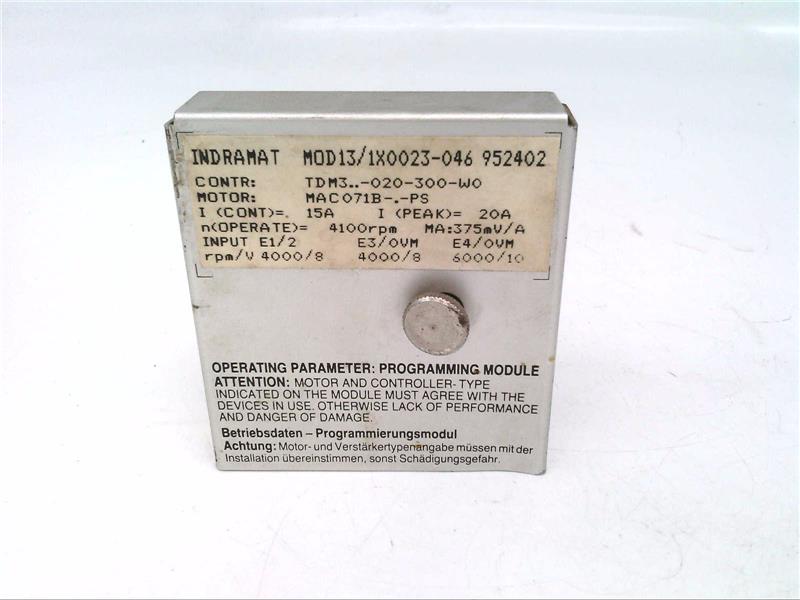 INDRAMAT MOD13/1X0023-046 952402
CONTR: TDM3..-020-300-W0
MOTOR: MAC071B-.-PS
I (CONT)= 15A I (PEAK)= 20A
n(OPERATE)= 4100rpm MA:375mV/A
INPUT E1/2 E3/0VM E4/0VM
rpm/V 4000/8 4000/8 6000/10
OPERATING PARAMETER: PROGRAMMING MODULE
ATTENTION: MOTOR AND CONTROLLER-TYPE
INDICATED ON THE MODULE MUST AGREE WITH THE
DEVICES IN USE. OTHERWISE LACK OF PERFORMANCE
AND DANGER OF DAMAGE.
Betriebsdaten – Programmierungsmodul
Achtung: Motor- und Verstärkertypenangabe müssen mit der
Installation übereinstimmen, sonst Schädigungsgefahr.